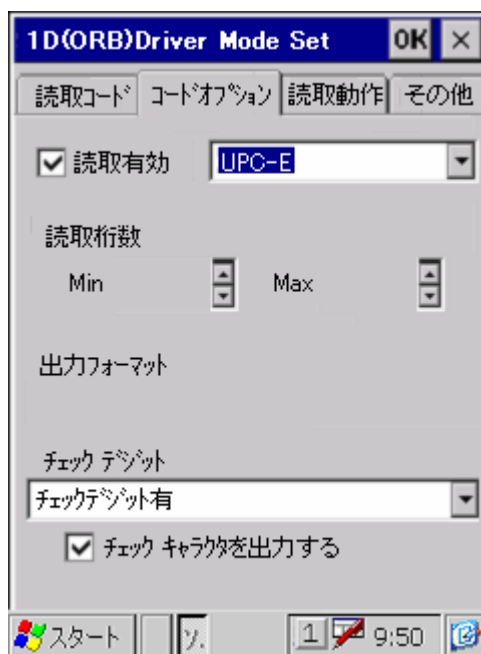 1D(ORB)Driver Mode Set OK ×
読取ｺｰﾄﾞ ｺｰﾄﾞｵﾌﾟｼｮﾝ 読取動作 その他
読取有効 UPC-E
読取桁数
Min Max
出力ﾌｫｰﾏｯﾄ
ﾁｪｯｸ ﾃﾞｼﾞｯﾄ
ﾁｪｯｸﾃﾞｼﾞｯﾄ有
ﾁｪｯｸ ｷｬﾗｸﾀを出力する
スタート ソ. 1 9:50